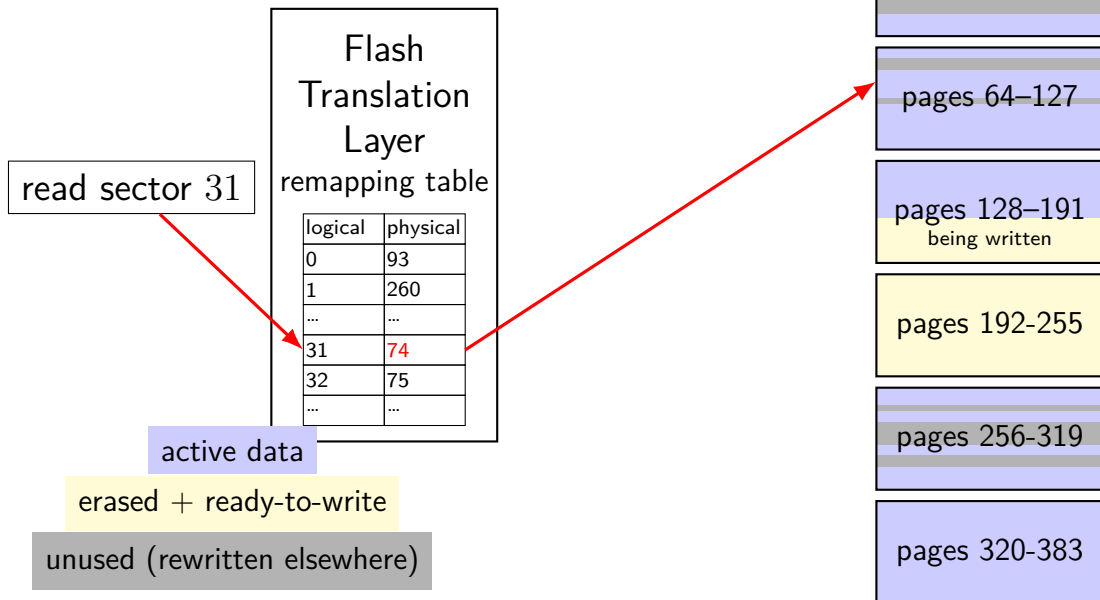 Flash
Translation
Layer
remapping table
read sector 31
logical physical
0 93
1 260
... ...
31 74
32 75
... ...
active data
erased + ready-to-write
unused (rewritten elsewhere)
pages 64–127
pages 128–191
being written
pages 192-255
pages 256-319
pages 320-383